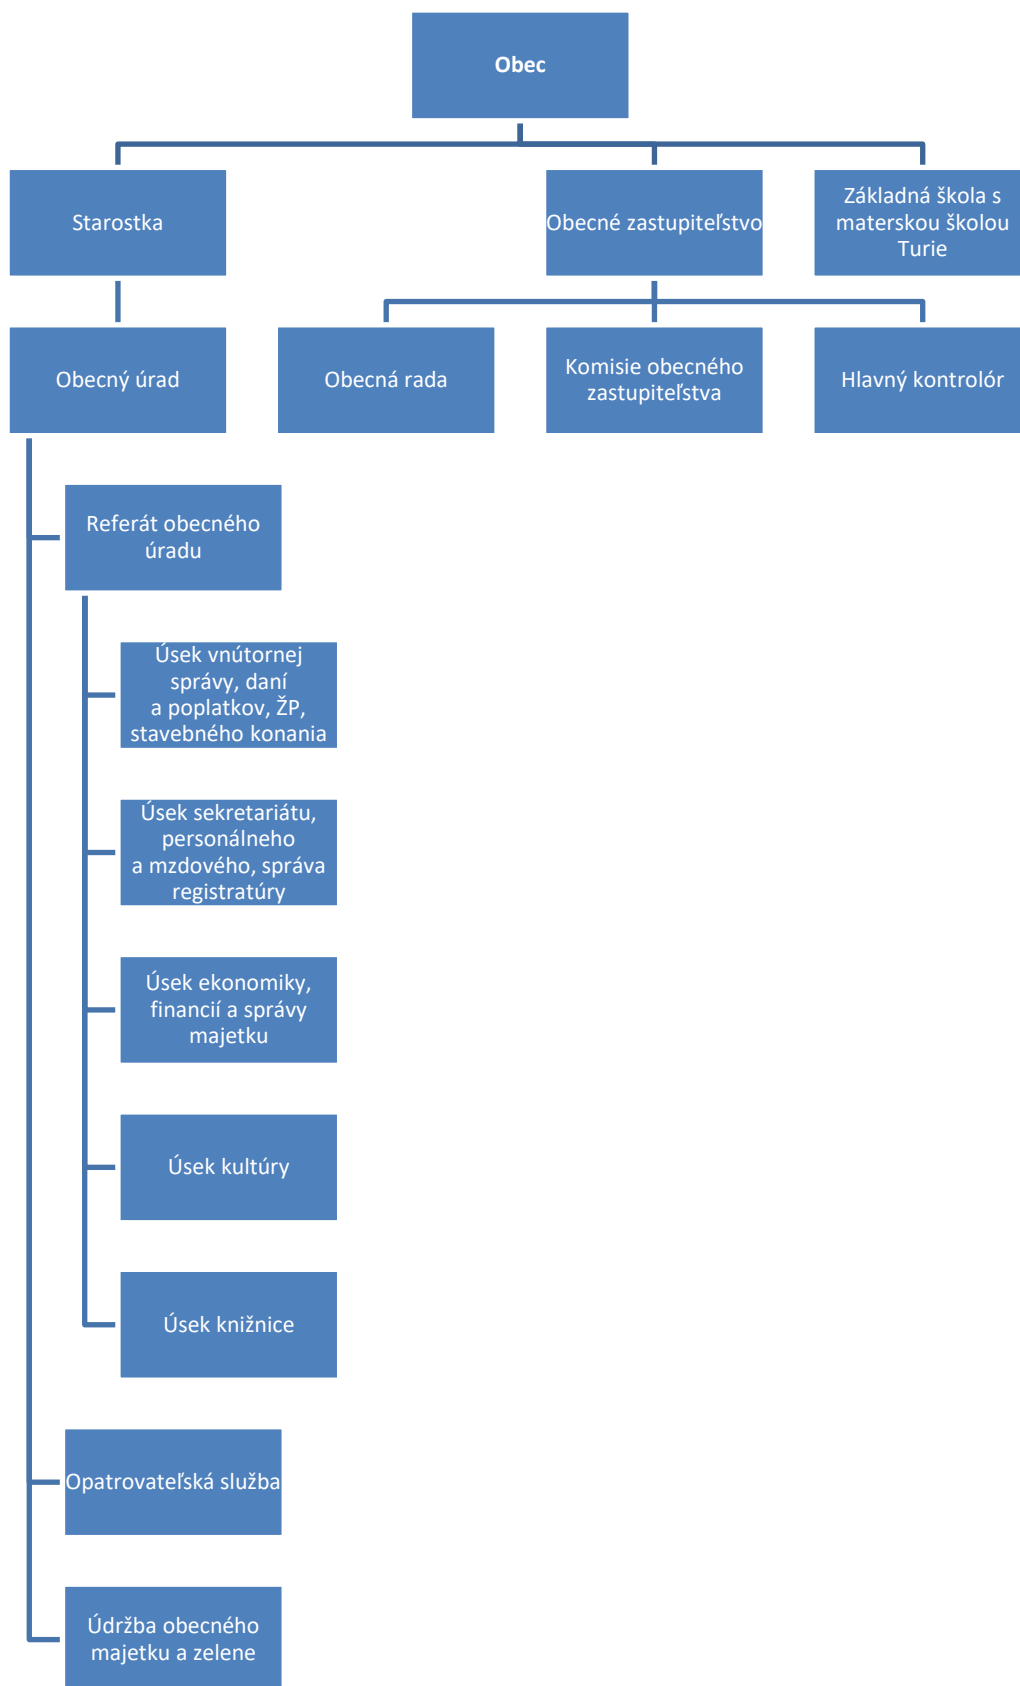 Obec
Starostka
Obecné zastupiteľstvo
Základná škola s
materskou školou
Turie
Obecný úrad
Obecná rada
Komisie obecného
zastupiteľstva
Hlavný kontrolór
Referát obecného
úradu
Úsek vnútornej
správy, daní
a poplatkov, ŽP,
stavebného konania
Úsek sekretariátu,
personálneho
a mzdového, správa
registratúry
Úsek ekonomiky,
financií a správy
majetku
Úsek kultúry
Úsek knižnice
Opatrovateľská služba
Údržba obecného
majetku a zelene